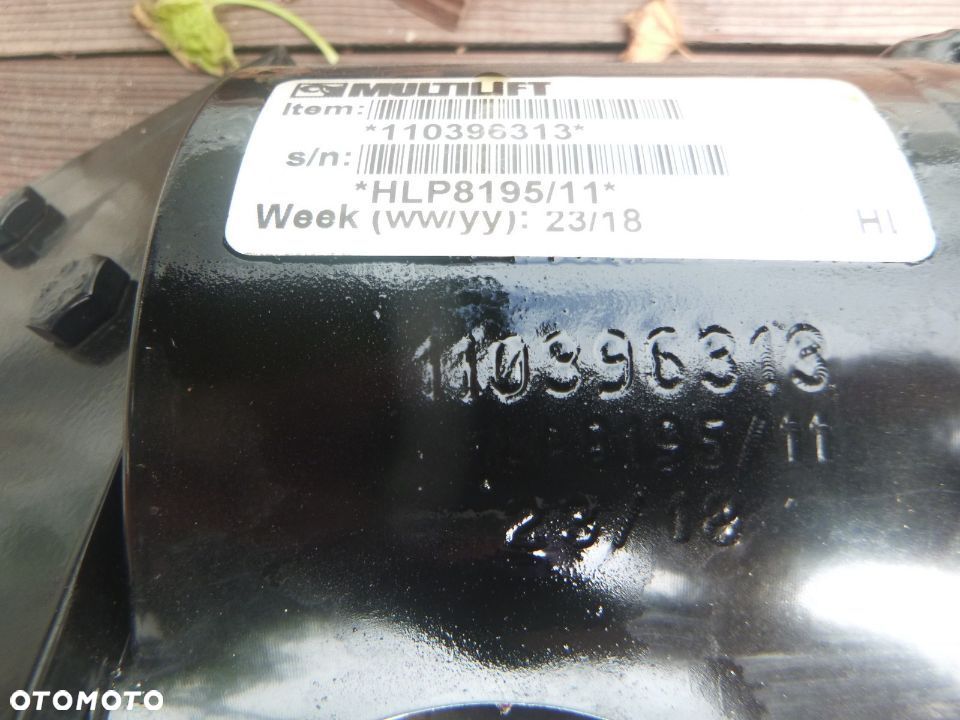 MULTILIFT
Item:
*110396313*
s/n:
*HLP8195/11*
Week (ww/yy): 23/18
HI
110396313
8195/11
23/18
OTOMOTO